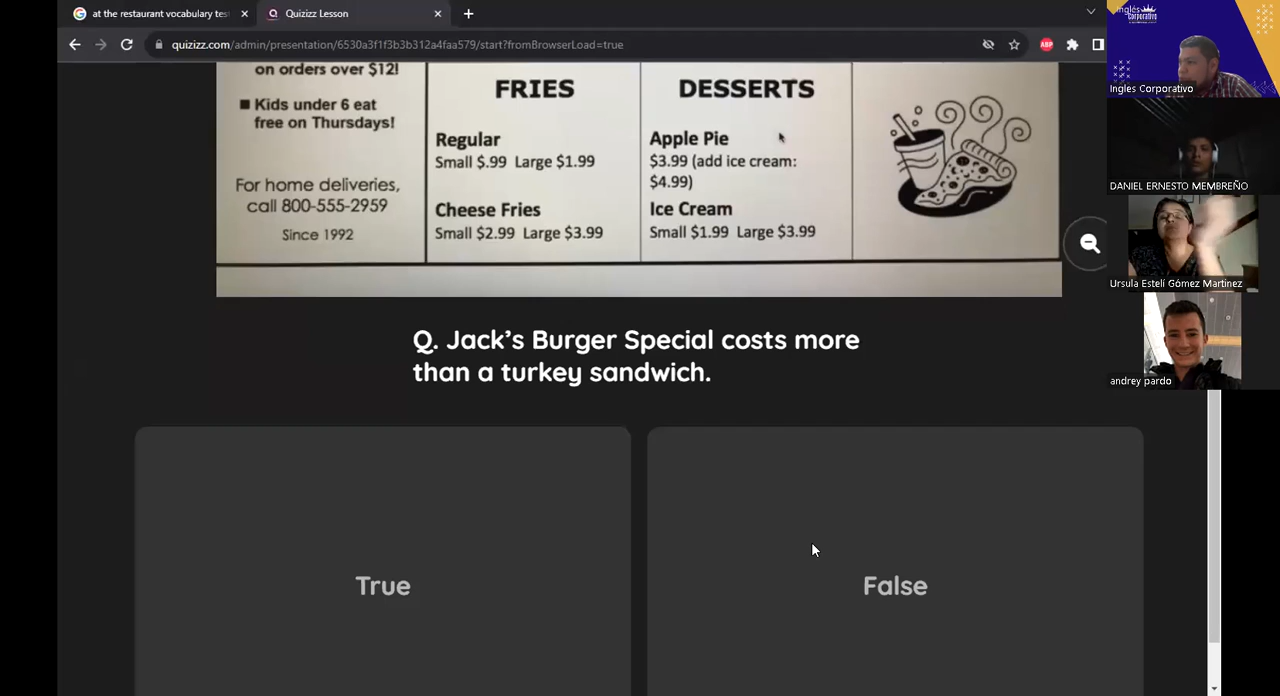 at the restaurant vocabulary tes
Quizizz Lesson
quizizz.com/admin/presentation/6530a3f1f3b3b312a4faa579/start?fromBrowserLoad=true
ABP
on orders over $12!
■ Kids under 6 eat
free on Thursdays!
For home deliveries,
call 800-555-2959
Since 1992
FRIES
Regular
Small $.99 Large $1.99
Cheese Fries
Small $2.99 Large $3.99
DESSERTS
Apple Pie
$3.99 (add ice cream:
$4.99)
Ice Cream
Small $1.99 Large $3.99
Q. Jack's Burger Special costs more
than a turkey sandwich.
True
False
Inglés
Corporativo
Ingles Corporativo
DANIEL ERNESTO MEMBREÑO
Ursula Estelí Gómez Martínez
andrey pardo